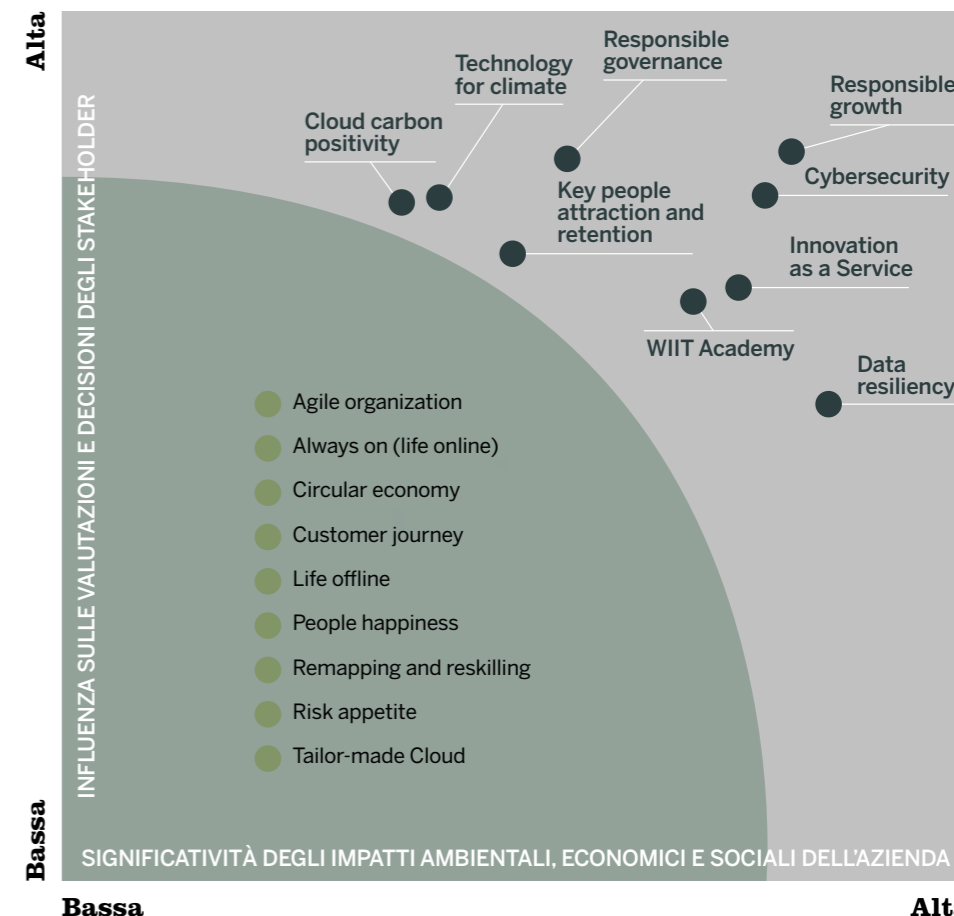 Alta
INFLUENZA SULLE VALUTAZIONI E DECISIONI DEGLI STAKEHOLDER
Bassa
Responsible
governance
Technology
for climate
Responsible
growth
Cloud carbon
positivity
Cybersecurity
Key people
attraction and
retention
Innovation
as a Service
WIIT Academy
Data
resiliency
Agile organization
Always on (life online)
Circular economy
Customer journey
Life offline
People happiness
Remapping and reskilling
Risk appetite
Tailor-made Cloud
SIGNIFICATIVITÀ DEGLI IMPATTI AMBIENTALI, ECONOMICI E SOCIALI DELL'AZIENDA
Bassa
Alta